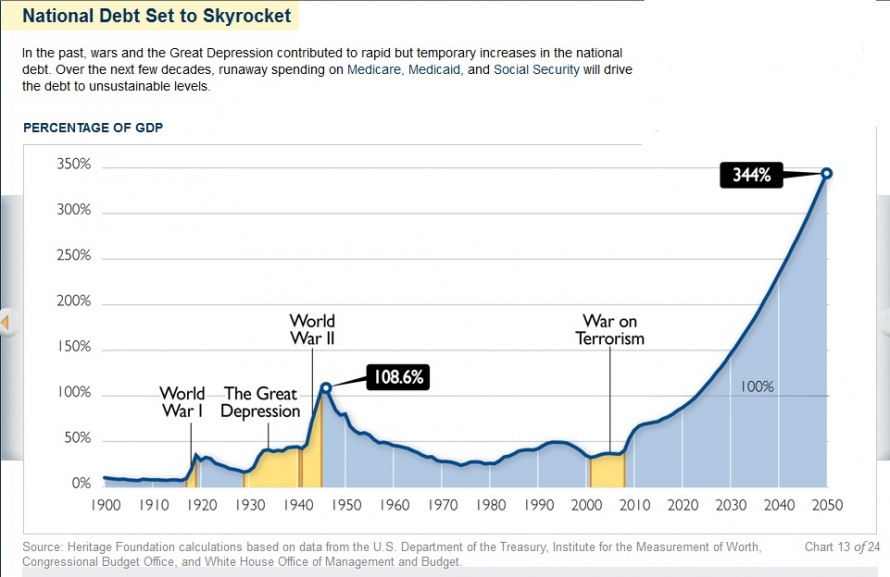 National Debt Set to Skyrocket
In the past, wars and the Great Depression contributed to rapid but temporary increases in the national
debt. Over the next few decades, runaway spending on Medicare, Medicaid, and Social Security will drive
the debt to unsustainable levels.
PERCENTAGE OF GDP
350%
344%
300%
250%
200%
World
War II
War on
Terrorism
150%
108.6%
100%
World
War I
The Great
Depression
100%
50%
0%
1900 1910 1920 1930 1940 1950 1960 1970 1980 1990 2000 2010 2020 2030 2040 2050
Source: Heritage Foundation calculations based on data from the U.S. Department of the Treasury, Institute for the Measurement of Worth,
Congressional Budget Office, and White House Office of Management and Budget.
Chart 13 of 24